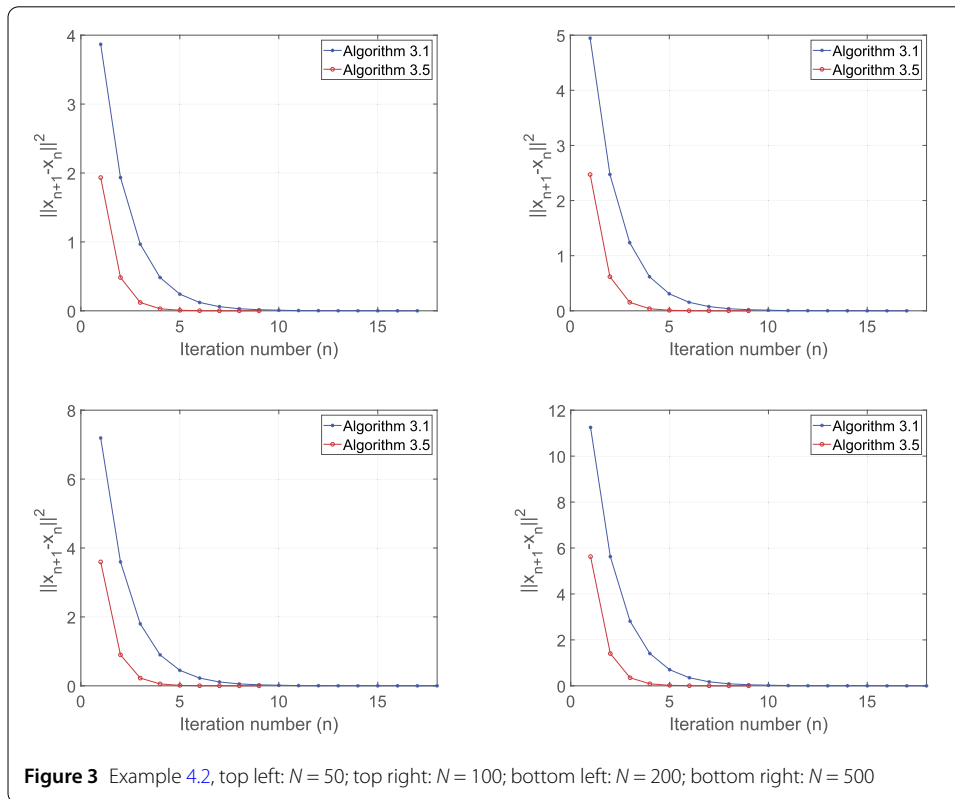 4
3
2
1
0
||x_{n+1}-x_n||^2
0 5 10 15
Iteration number (n)
Algorithm 3.1
Algorithm 3.5
5
4
3
2
1
0
||x_{n+1}-x_n||^2
0 5 10 15
Iteration number (n)
Algorithm 3.1
Algorithm 3.5
8
6
4
2
0
||x_{n+1}-x_n||^2
0 5 10 15
Iteration number (n)
Algorithm 3.1
Algorithm 3.5
12
10
8
6
4
2
0
||x_{n+1}-x_n||^2
0 5 10 15
Iteration number (n)
Algorithm 3.1
Algorithm 3.5
Figure 3 Example 4.2, top left: N = 50; top right: N = 100; bottom left: N = 200; bottom right: N = 500